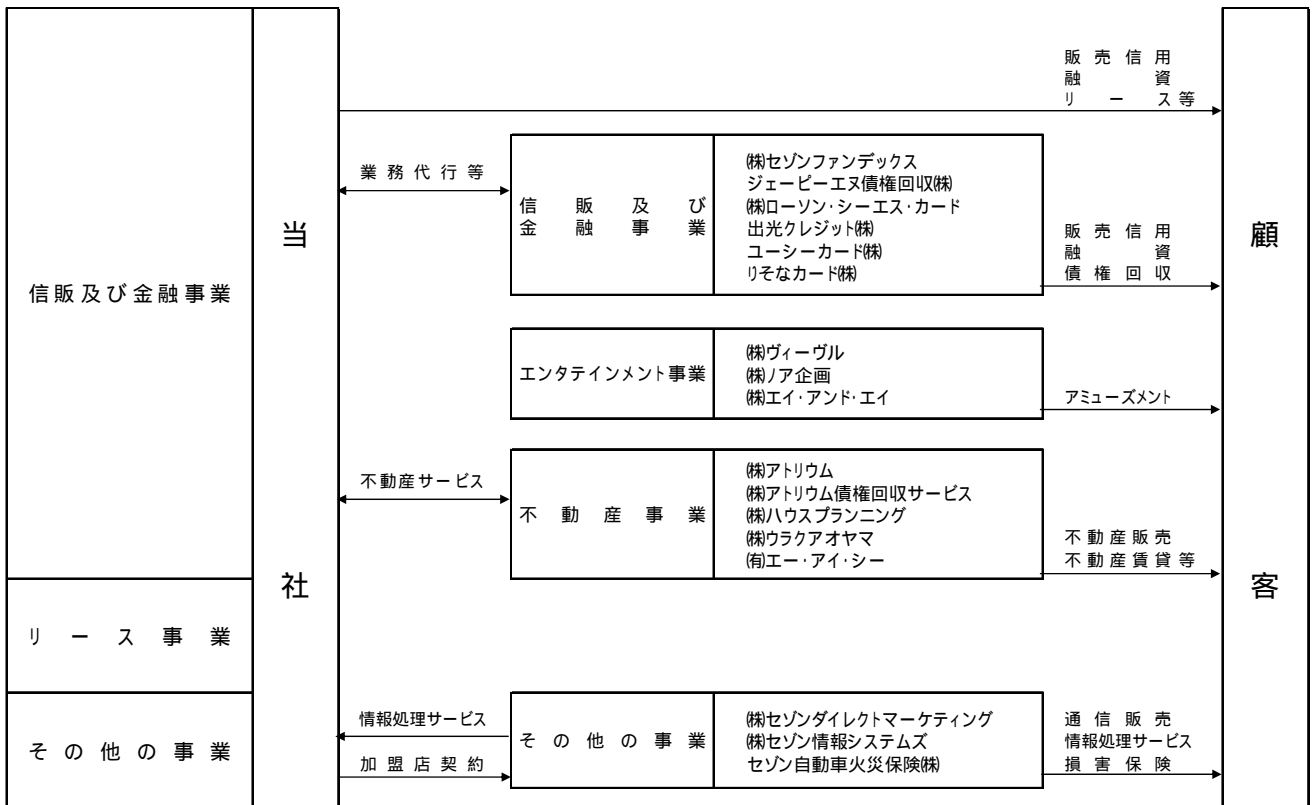 信販及び金融事業
リース事業
その他の事業
当
社
販売信用
融資
リース等
業務代行等
信販及び
金融事業
㈱セゾンファンデックス
ジェーピーエヌ債権回収㈱
㈱ローソン・シーエス・カード
出光クレジット㈱
ユーシーカード㈱
りそなカード㈱
販売信用
融資
債権回収
エンタテインメント事業
㈱ヴィーヴル
㈱ノア企画
㈱エイ・アンド・エイ
アミューズメント
不動産サービス
不動産事業
㈱アトリウム
㈱アトリウム債権回収サービス
㈱ハウスプランニング
㈱ウラクアオヤマ
㈲エー・アイ・シー
不動産販売
不動産賃貸等
情報処理サービス
加盟店契約
その他の事業
㈱セゾンダイレクトマーケティング
㈱セゾン情報システムズ
セゾン自動車火災保険㈱
通信販売
情報処理サービス
損害保険
顧
客